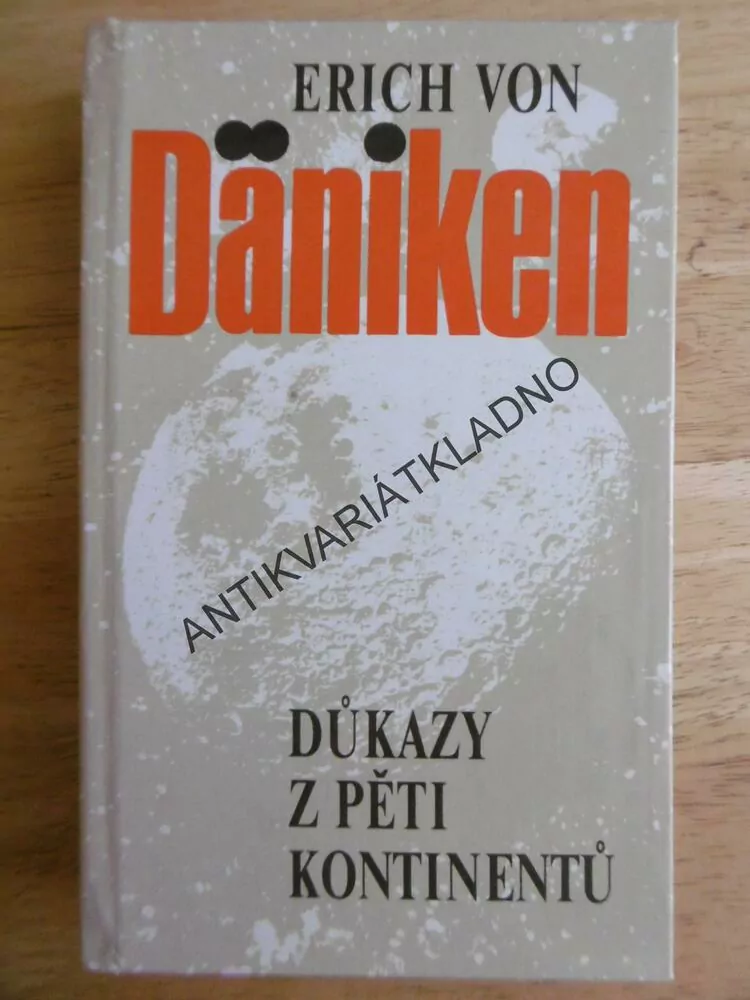 ERICH VON
Däniken
ANTIKVARIÁTKLADNO
DŮKAZY
Z PĚTI
KONTINENTŮ